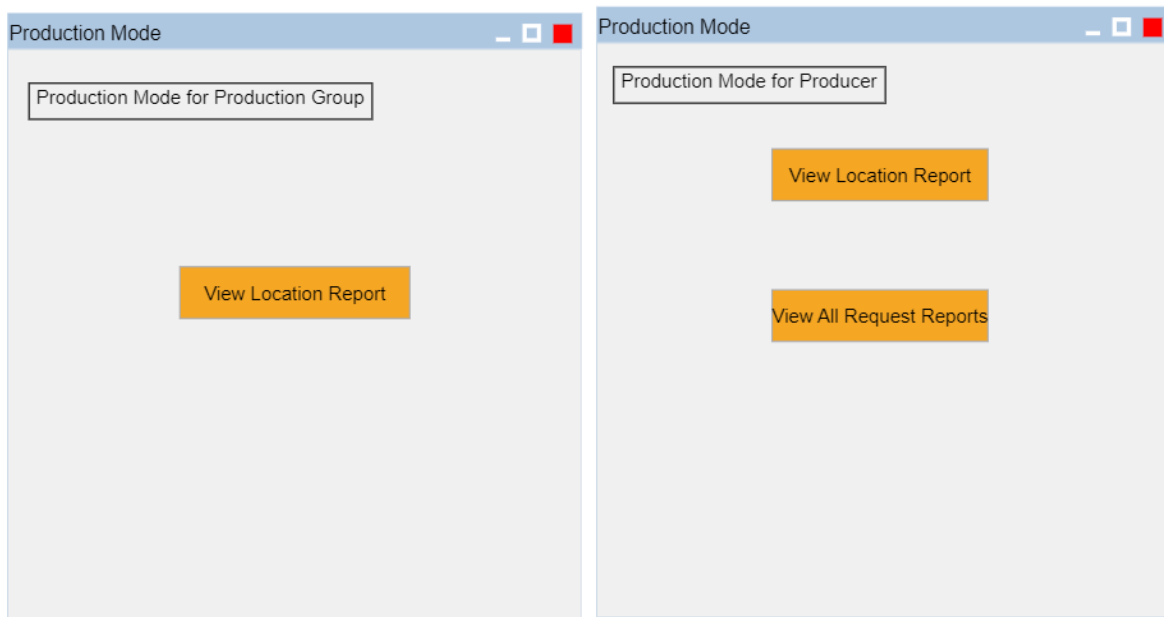 Production Mode
Production Mode for Production Group
View Location Report
Production Mode
Production Mode for Producer
View Location Report
View All Request Reports